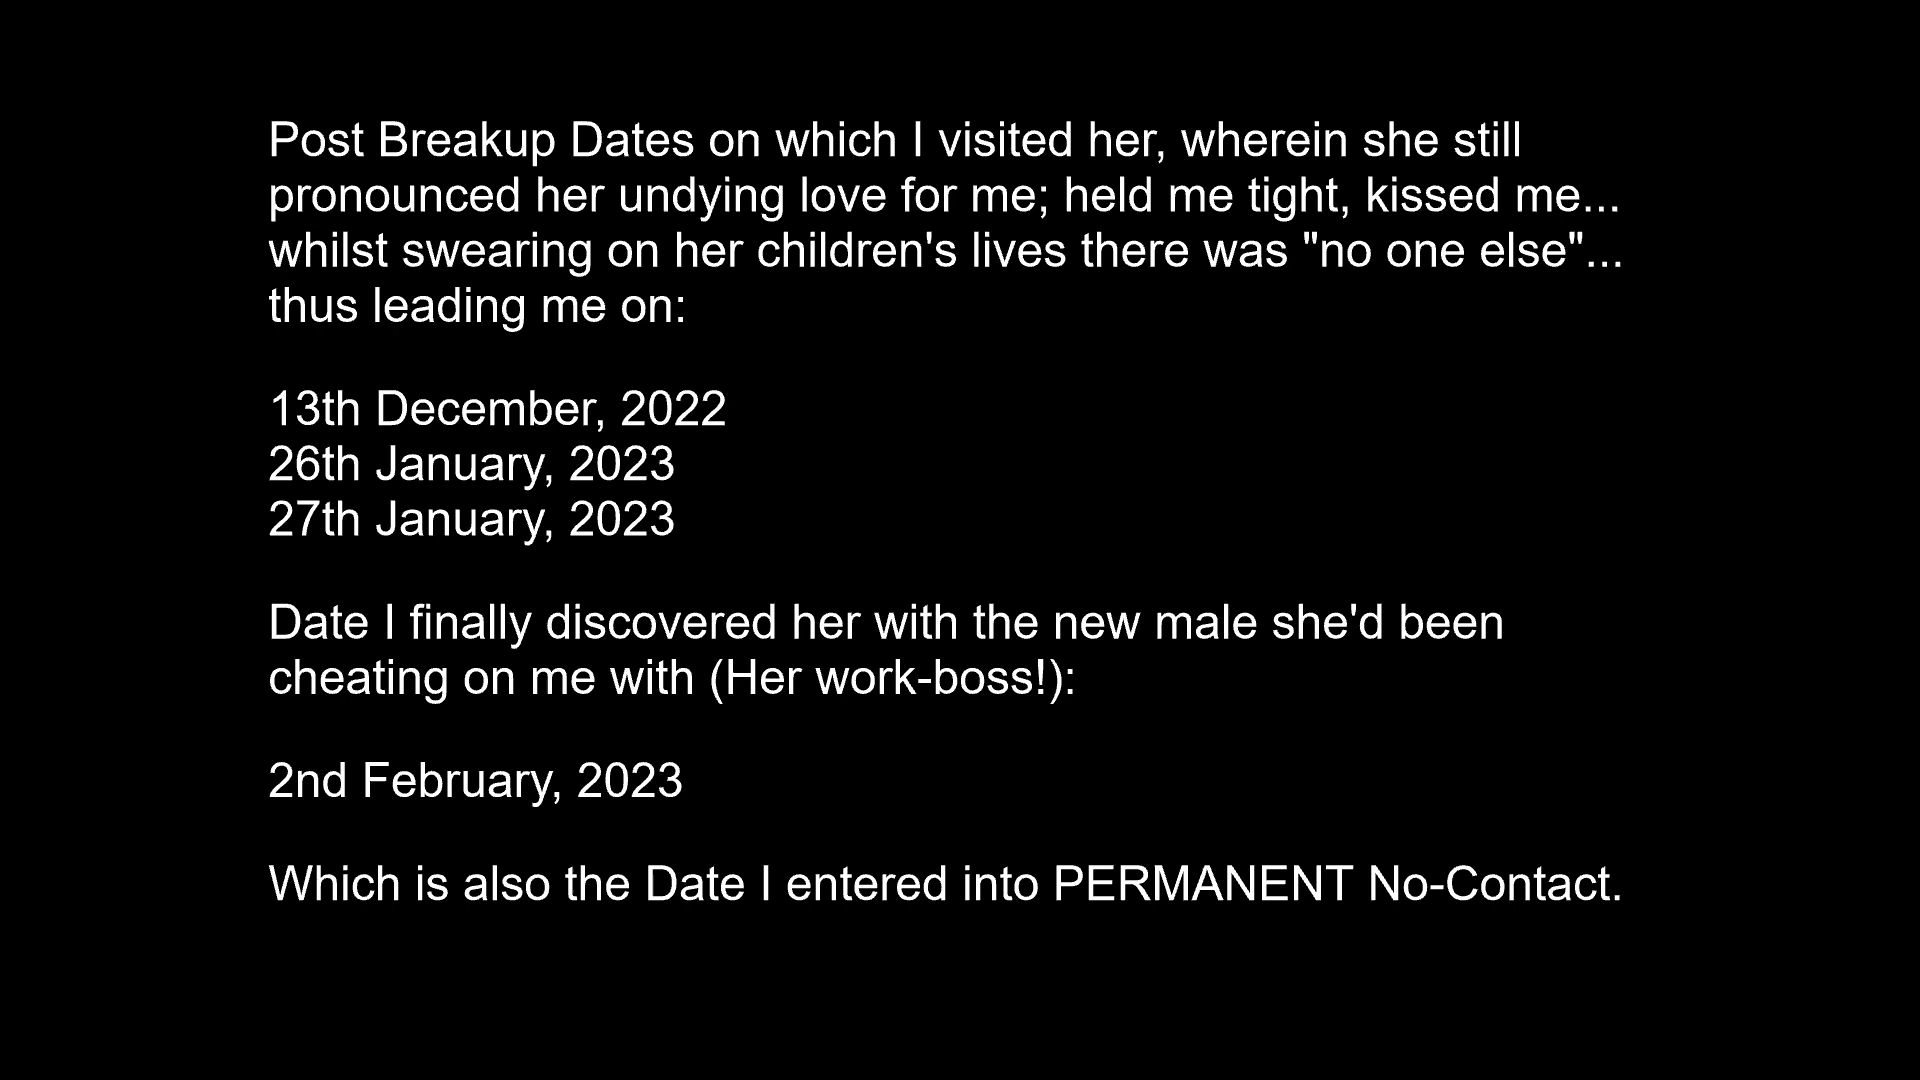 Post Breakup Dates on which I visited her, wherein she still
pronounced her undying love for me; held me tight, kissed me...
whilst swearing on her children's lives there was "no one else"...
thus leading me on:
13th December, 2022
26th January, 2023
27th January, 2023
Date I finally discovered her with the new male she'd been
cheating on me with (Her work-boss!):
2nd February, 2023
Which is also the Date I entered into PERMANENT No-Contact.